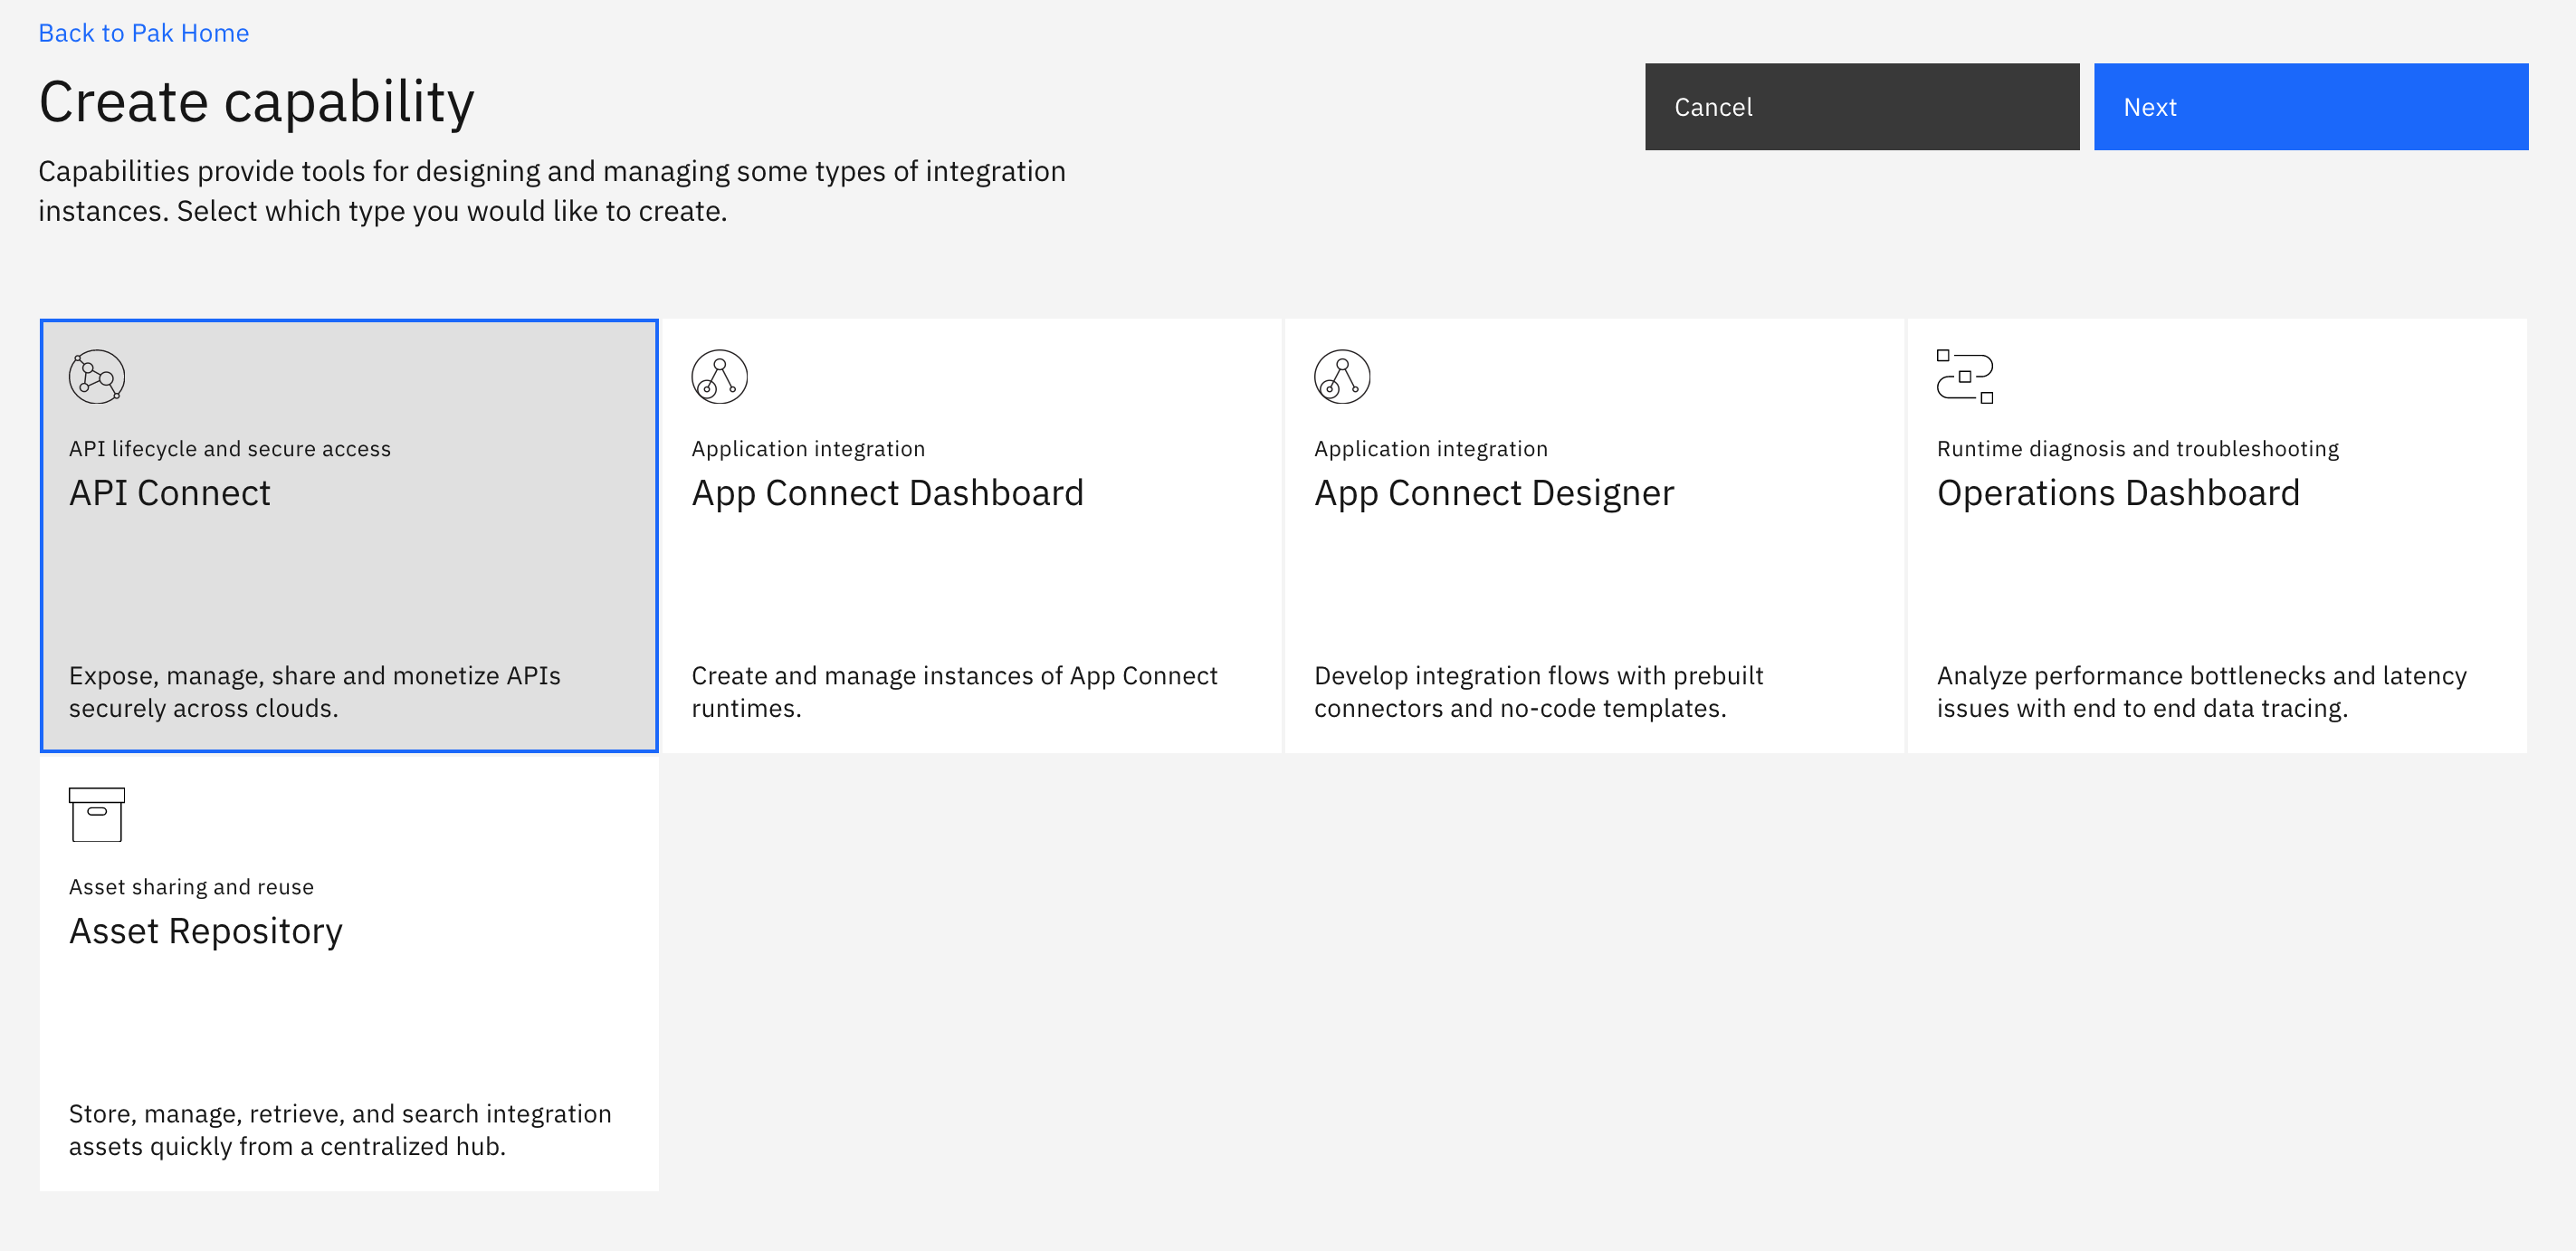 Back to Pak Home
Create capability
Cancel
Next
Capabilities provide tools for designing and managing some types of integration
instances. Select which type you would like to create.
API lifecycle and secure access
API Connect
Expose, manage, share and monetize APIs
securely across clouds.
Application integration
App Connect Dashboard
Create and manage instances of App Connect
runtimes.
Application integration
App Connect Designer
Develop integration flows with prebuilt
connectors and no-code templates.
Runtime diagnosis and troubleshooting
Operations Dashboard
Analyze performance bottlenecks and latency
issues with end to end data tracing.
Asset sharing and reuse
Asset Repository
Store, manage, retrieve, and search integration
assets quickly from a centralized hub.